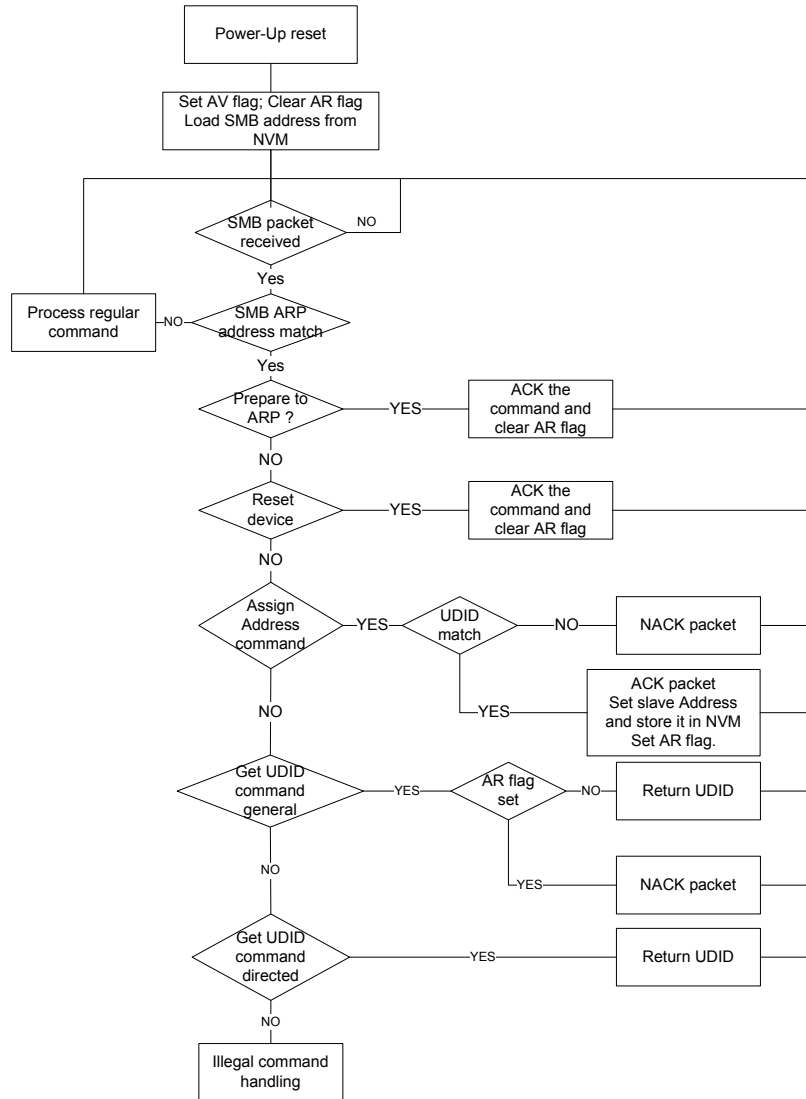 Power-Up reset
Set AV flag; Clear AR flag
Load SMB address from
NVM
SMB packet
received
NO
Yes
Process regular
command
NO
SMB ARP
address match
Yes
Prepare to
ARP ?
YES
ACK the
command and
clear AR flag
NO
Reset
device
YES
ACK the
command and
clear AR flag
NO
Assign
Address
command
YES
UDID
match
NO
NACK packet
YES
ACK packet
Set slave Address
and store it in NVM
Set AR flag.
NO
Get UDID
command
general
YES
AR flag
set
NO
Return UDID
YES
NACK packet
NO
Get UDID
command
directed
YES
Return UDID
NO
Illegal command
handling